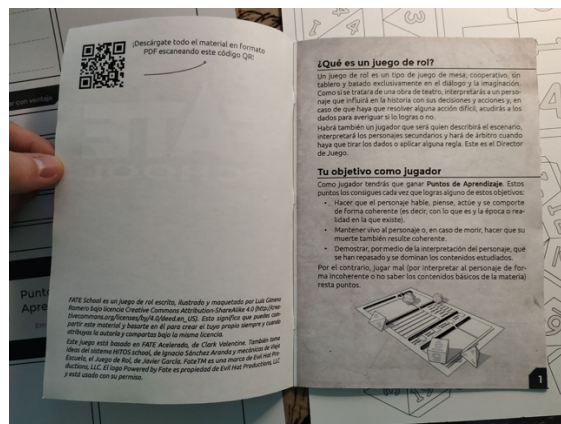 ¡Descárgate todo el material en formato
PDF escaneando este código QR!
con ventaja
FATE School es un juego de rol escrito, ilustrado y maquetado por Luis Gimeno
Romero bajo licencia Creative Commons Attribution-ShareAlike 4.0 (http://crea-
tivecommons.org/licenses/by/4.0/deed.en_US). Esto significa que puedes com-
partir este material y basarte en él para crear el tuyo propio siempre y cuando
atribuyas la autoría y compartas bajo la misma licencia.
Este juego está basado en FATE Acelerado, de Clark Valentine. También toma
ideas del sistema HITOS school, de Ignacio Sánchez Aranda y mecánicas de Vieja
Escuela, el Juego de Rol, de Javier García. FateTM es una marca de Evil Hat Pro-
ductions, LLC. El logo Powered by Fate es propiedad de Evil Hat Productions, LLC
y está usado con su permiso.
¿Qué es un juego de rol?
Un juego de rol es un tipo de juego de mesa, cooperativo, sin
tablero y basado exclusivamente en el diálogo y la imaginación.
Como si se tratara de una obra de teatro, interpretarás a un perso-
naje que influirá en la historia con sus decisiones y acciones y, en
caso de que haya que resolver alguna acción difícil, acudirás a los
dados para averiguar si lo logras o no.
Habrá también un jugador que será quien describirá el escenario,
interpretará los personajes secundarios y hará de árbitro cuando
haya que tirar los dados o aplicar alguna regla. Este es el Director
de Juego.
Tu objetivo como jugador
Como jugador tendrás que ganar Puntos de Aprendizaje. Estos
puntos los consigues cada vez que logras alguno de estos objetivos:
• Hacer que el personaje hable, piense, actúe y se comporte
de forma coherente (es decir, con lo que es y la época o rea-
lidad en la que existe).
• Mantener vivo al personaje o, en caso de morir, hacer que su
muerte también resulte coherente.
• Demostrar, por medio de la interpretación del personaje, que
se han repasado y se dominan los contenidos estudiados.
Por el contrario, jugar mal (por interpretar al personaje de for-
ma incoherente o no saber los contenidos básicos de la materia)
resta puntos.
1